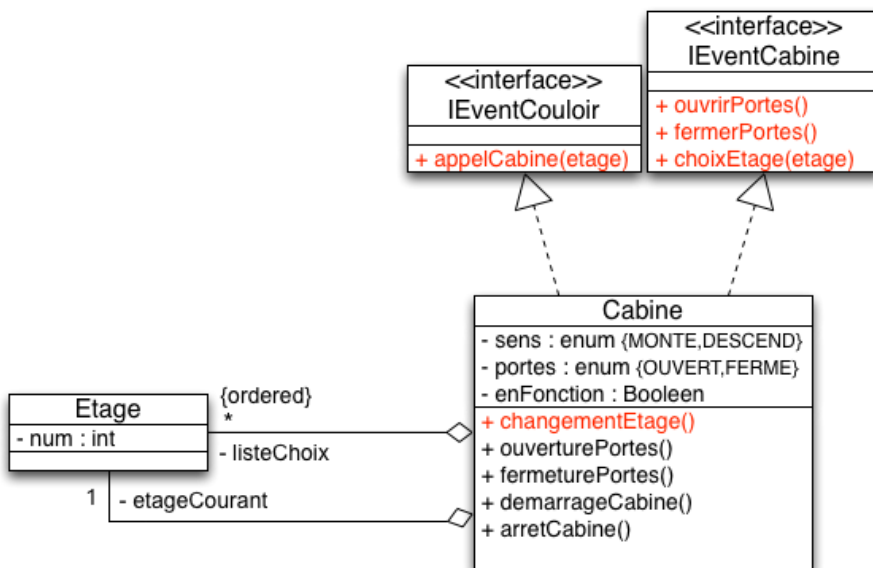 <<interface>>
IEventCouloir
+ appelCabine(etage)
<<interface>>
IEventCabine
+ ouvrirPortes()
+ fermerPortes()
+ choixEtage(etage)
Cabine
- sens : enum {MONTE,DESCEND}
- portes : enum {OUVERT,FERME}
- enFonction : Booleen
+ changementEtage()
+ ouverturePortes()
+ fermeturePortes()
+ demarrageCabine()
+ arretCabine()
Etage
- num : int
{ordered}
*
- listeChoix
1
- etageCourant